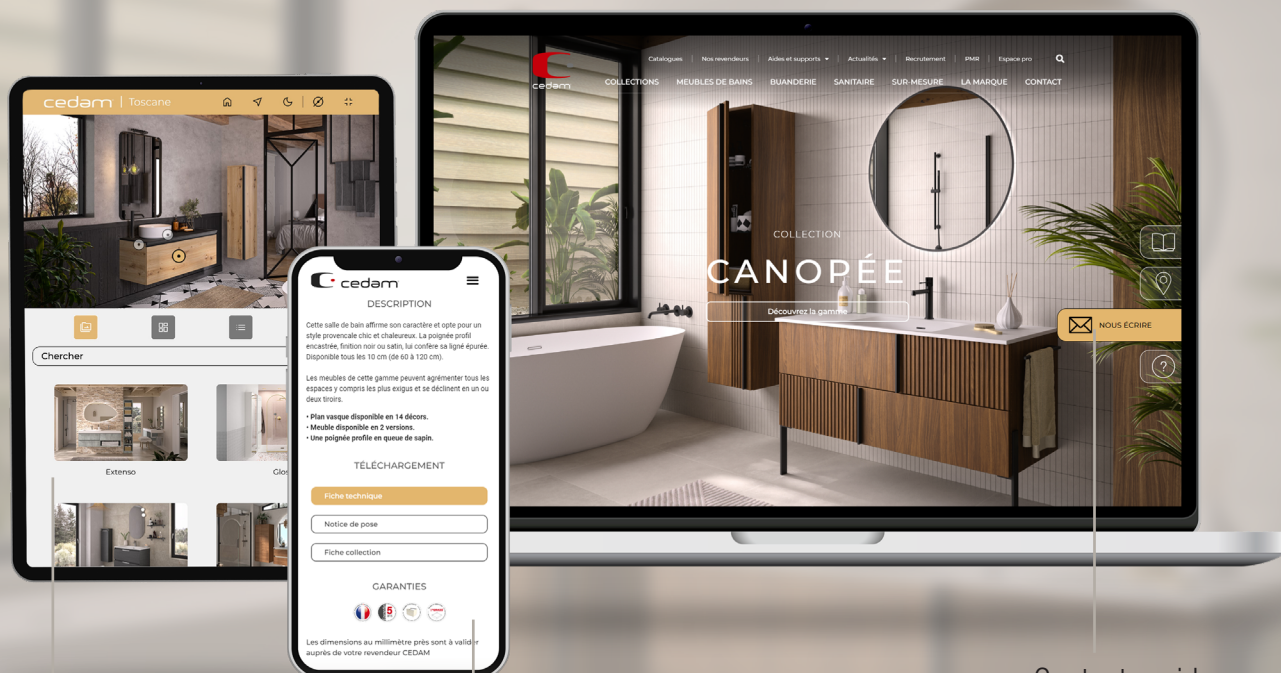 cedam | Toscane
Chercher
Extenso
cedam
DESCRIPTION
Cette salle de bain affirme son caractère et opte pour un
style provencale chic et chaleureux. La poignée profil
encastrée, finition noir ou satin, lui confère sa ligné épurée.
Disponible tous les 10 cm (de 60 à 120 cm).
Les meubles de cette gamme peuvent agrémenter tous les
espaces y compris les plus exigus et se déclinent en un ou
deux tiroirs.
• Plan vasque disponible en 14 décors.
• Meuble disponible en 2 versions.
• Une poignée profile en queue de sapin.
TÉLÉCHARGEMENT
Fiche technique
Notice de pose
Fiche collection
GARANTIES
Les dimensions au millimètre près sont à valider
auprès de votre revendeur CEDAM
cedam
Catalogues | Nos revendeurs | Aides et supports | Actualités | Recrutement | PMR | Espace pro
COLLECTIONS MEUBLES DE BAINS BUANDERIE SANITAIRE SUR-MESURE LA MARQUE CONTACT
COLLECTION
CANOPÉE
Découvrez la gamme
NOUS ÉCRIRE